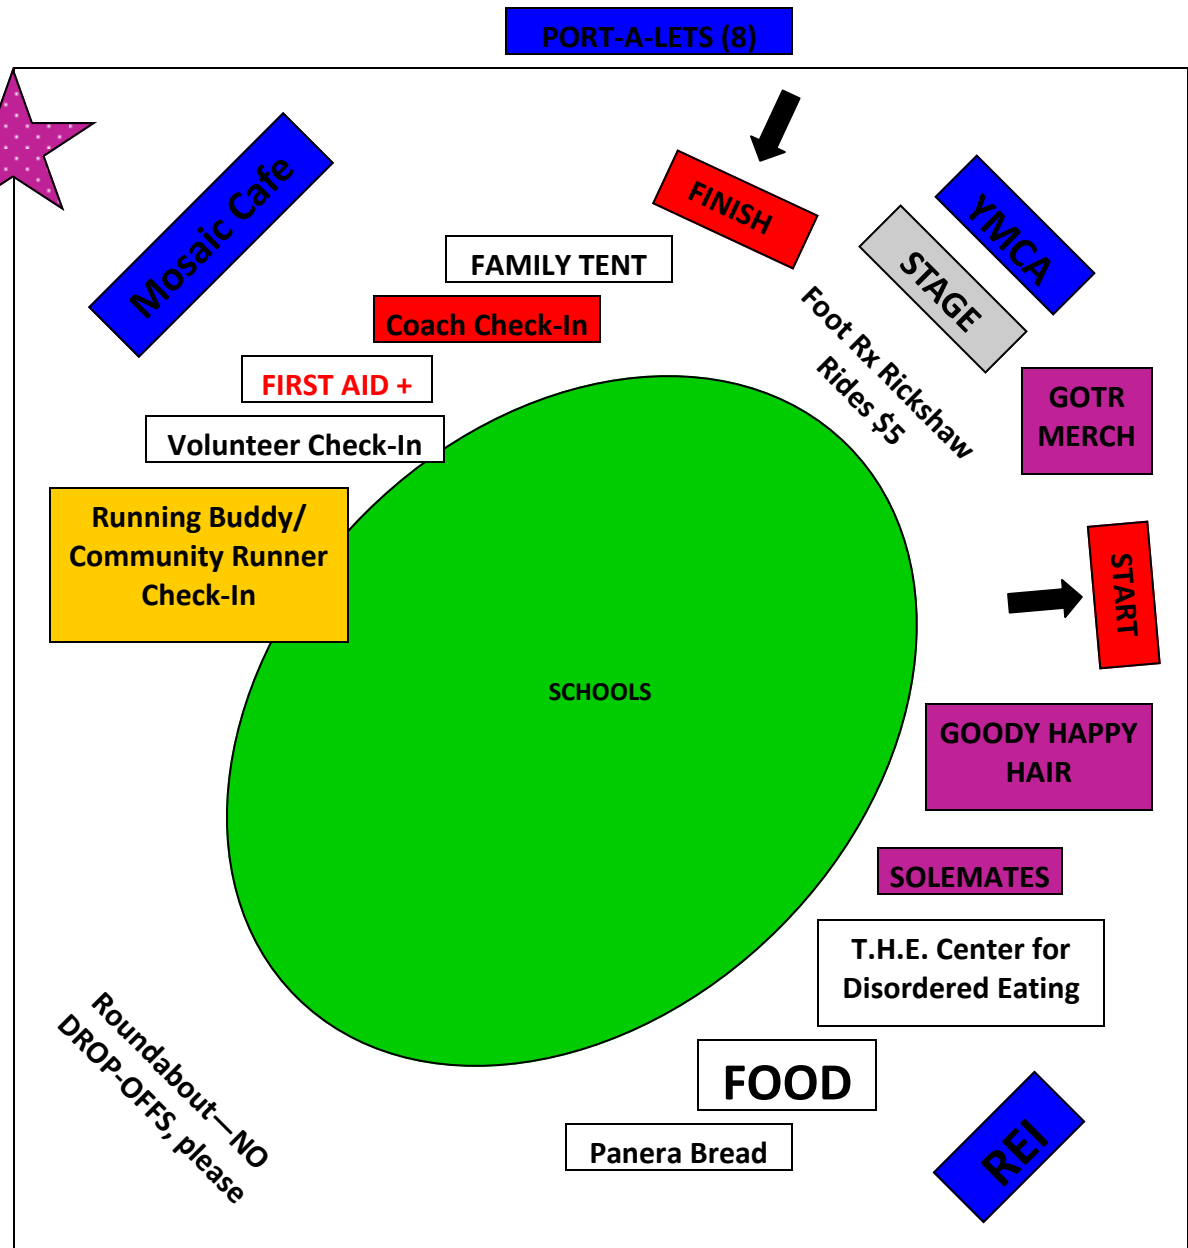 PORT-A-LETS (8)
Mosaic Cafe
FINISH
YMCA
STAGE
FAMILY TENT
Coach Check-In
Foot Rx Rickshaw
Rides $5
FIRST AID +
GOTR
MERCH
Volunteer Check-In
Running Buddy/
Community Runner
Check-In
START
SCHOOLS
GOODY HAPPY
HAIR
SOLEMATES
T.H.E. Center for
Disordered Eating
Roundabout—NO
DROP-OFFS, please
FOOD
Panera Bread
REI